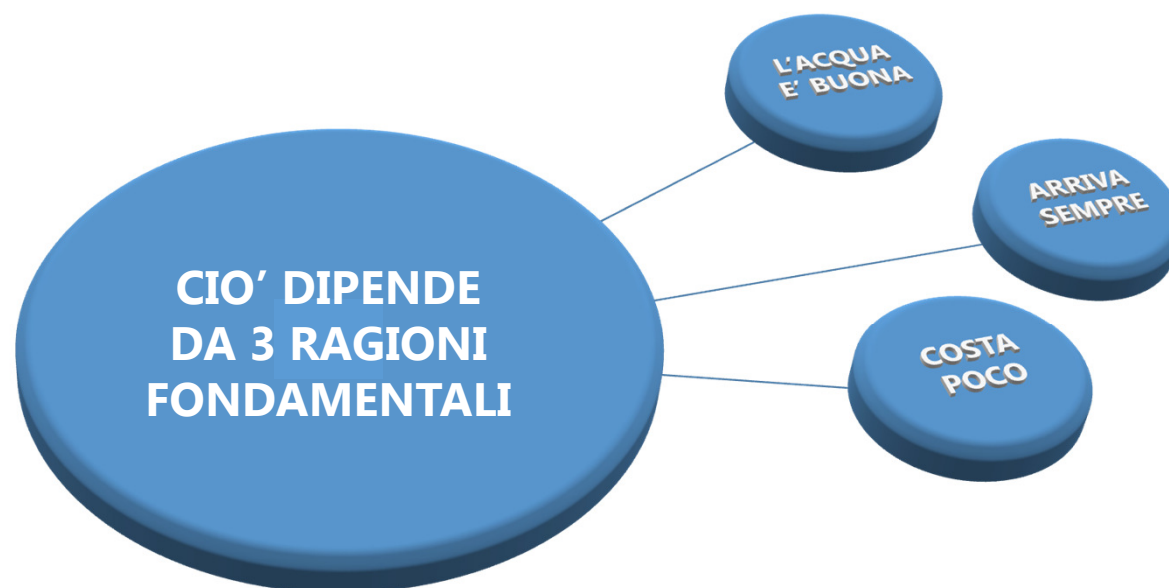 CIO’ DIPENDE
DA 3 RAGIONI
FONDAMENTALI
L’ACQUA
E’ BUONA
ARRIVA
SEMPRE
COSTA
POCO